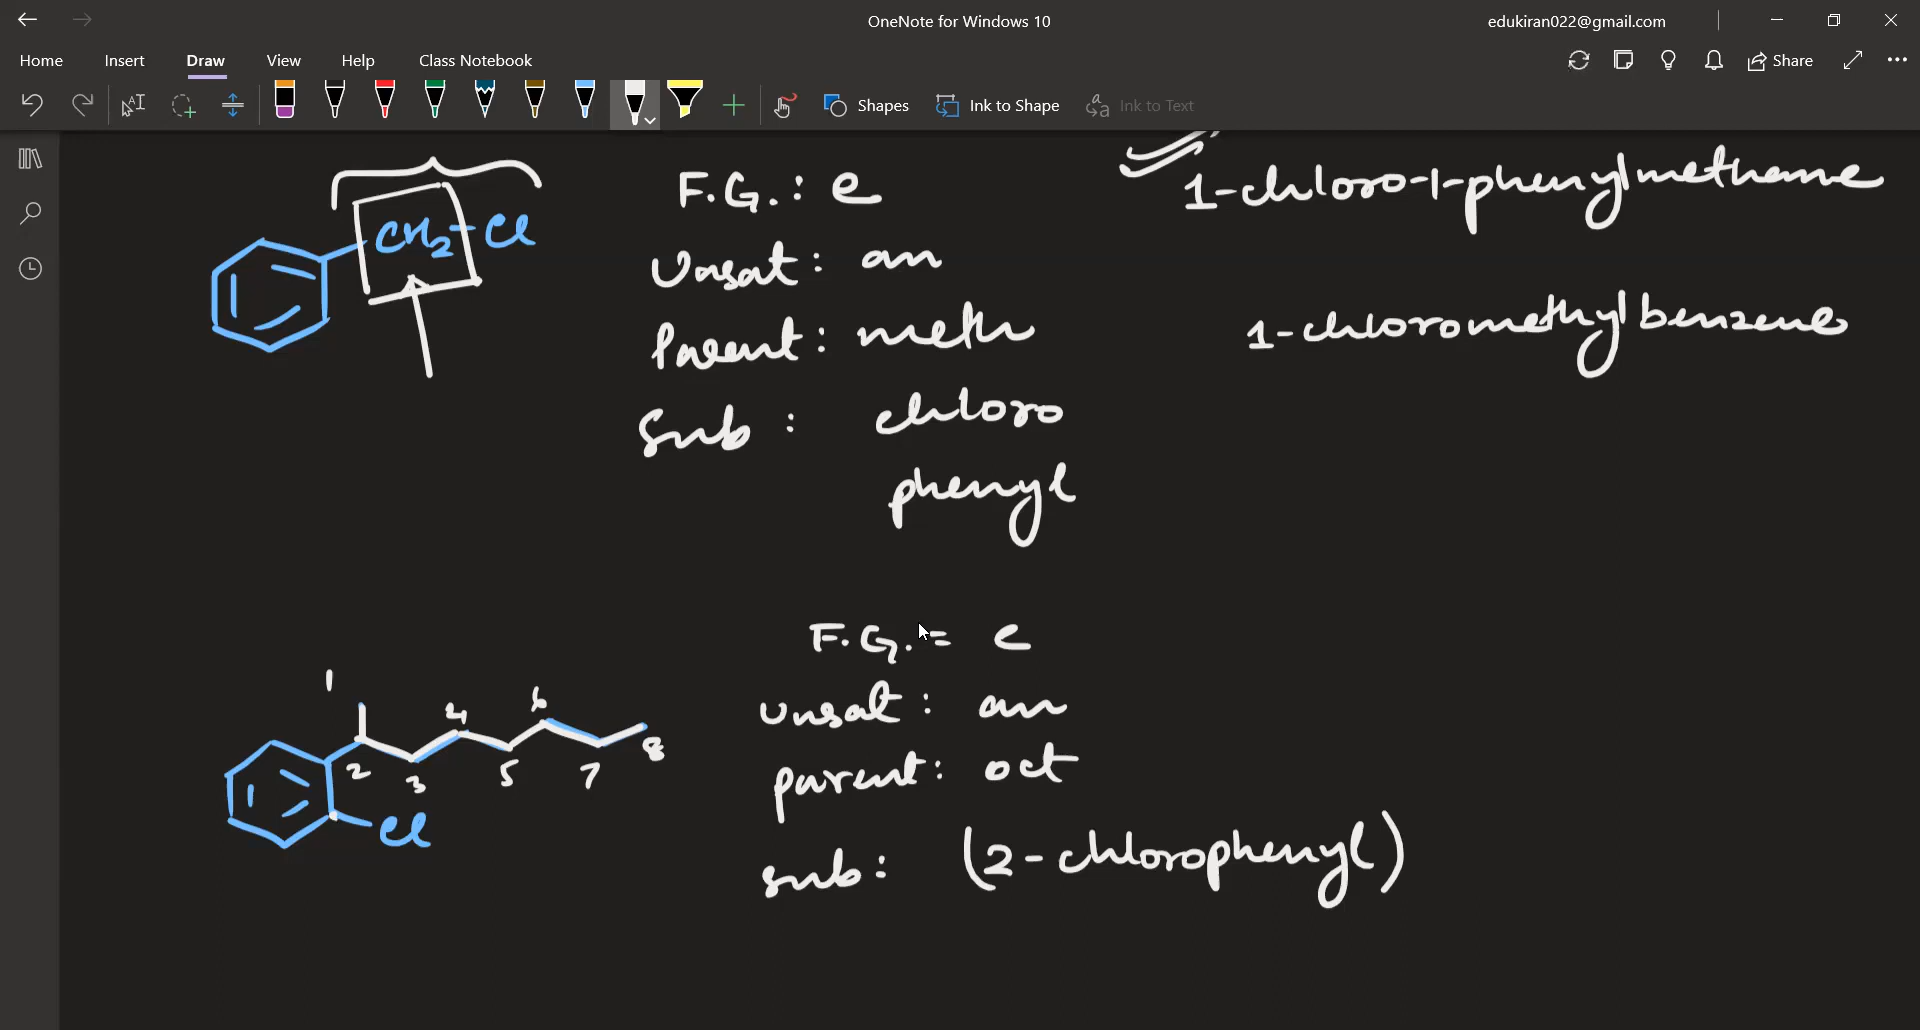 OneNote for Windows 10
edukiran022@gmail.com
Home Insert Draw View Help Class Notebook
Share
Shapes Ink to Shape Ink to Text
CH2-Cl
F.G. : e
Unsat : an
Parent : meth
Sub : chloro
phenyl
1-chloro-1-phenylmethane
1-chloromethylbenzene
1
2 3 4 5 6 7 8
Cl
F.G. = e
unsat : an
parent : oct
sub : (2-chlorophenyl)